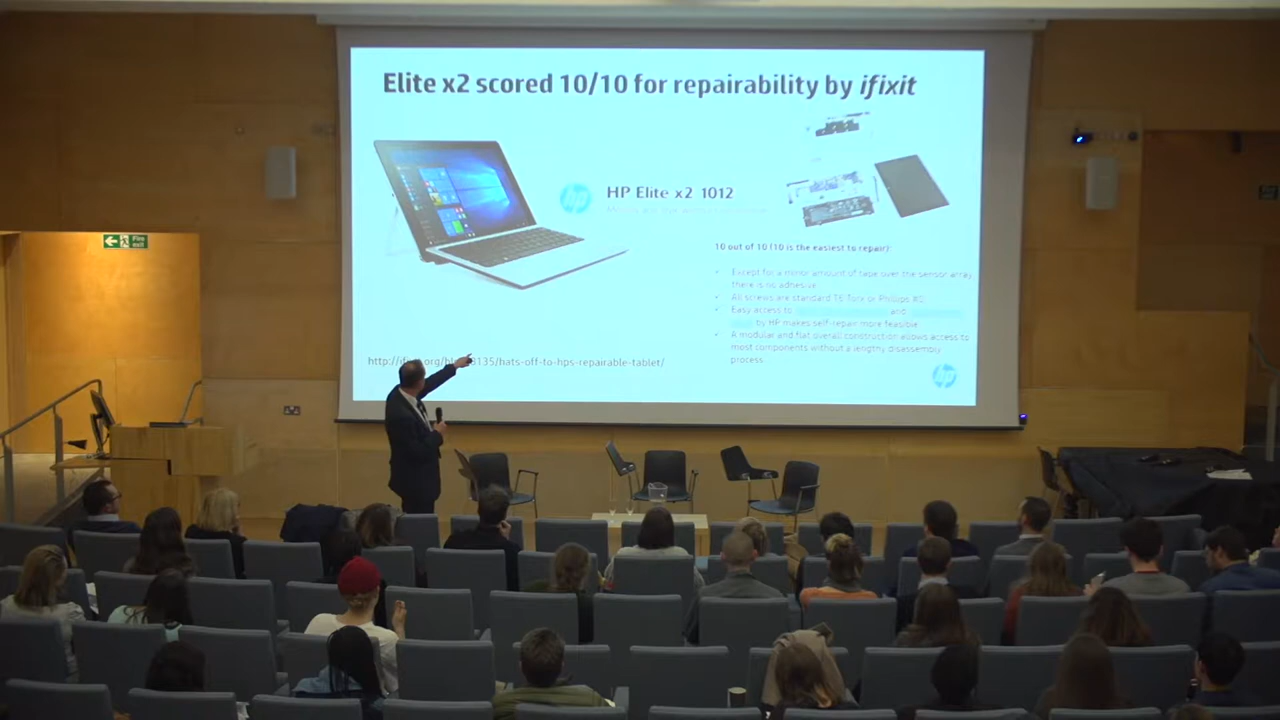 Elite x2 scored 10/10 for repairability by ifixit
hp
HP Elite x2 1012
10 out of 10 (10 is the easiest to repair):
Except for a minor amount of tape over the sensor array,
there is no adhesive.
All screws are standard T5 Torx or Phillips #0.
Easy access to and
by HP makes self-repair more feasible
A modular and flat overall construction allows access to
most components without a lengthy disassembly
process.
/hats-off-to-hps-repairable-tablet/
hp
Fire
exit